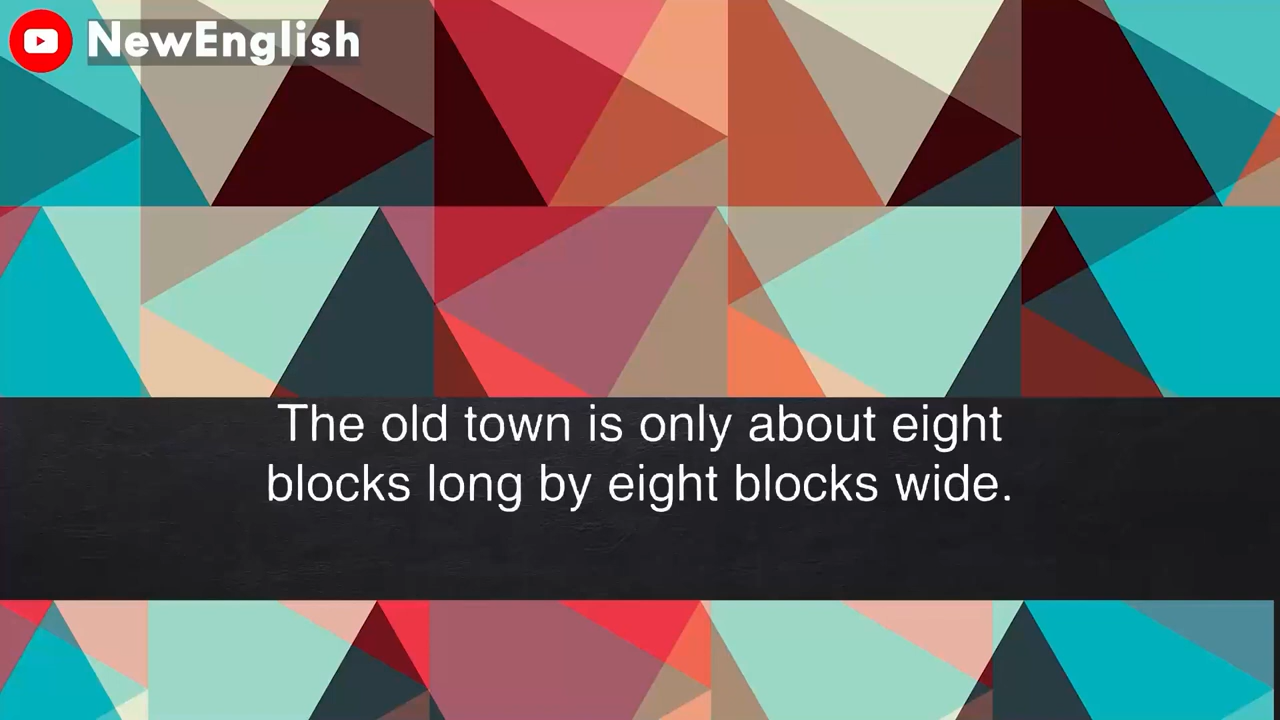 NewEnglish
The old town is only about eight
blocks long by eight blocks wide.